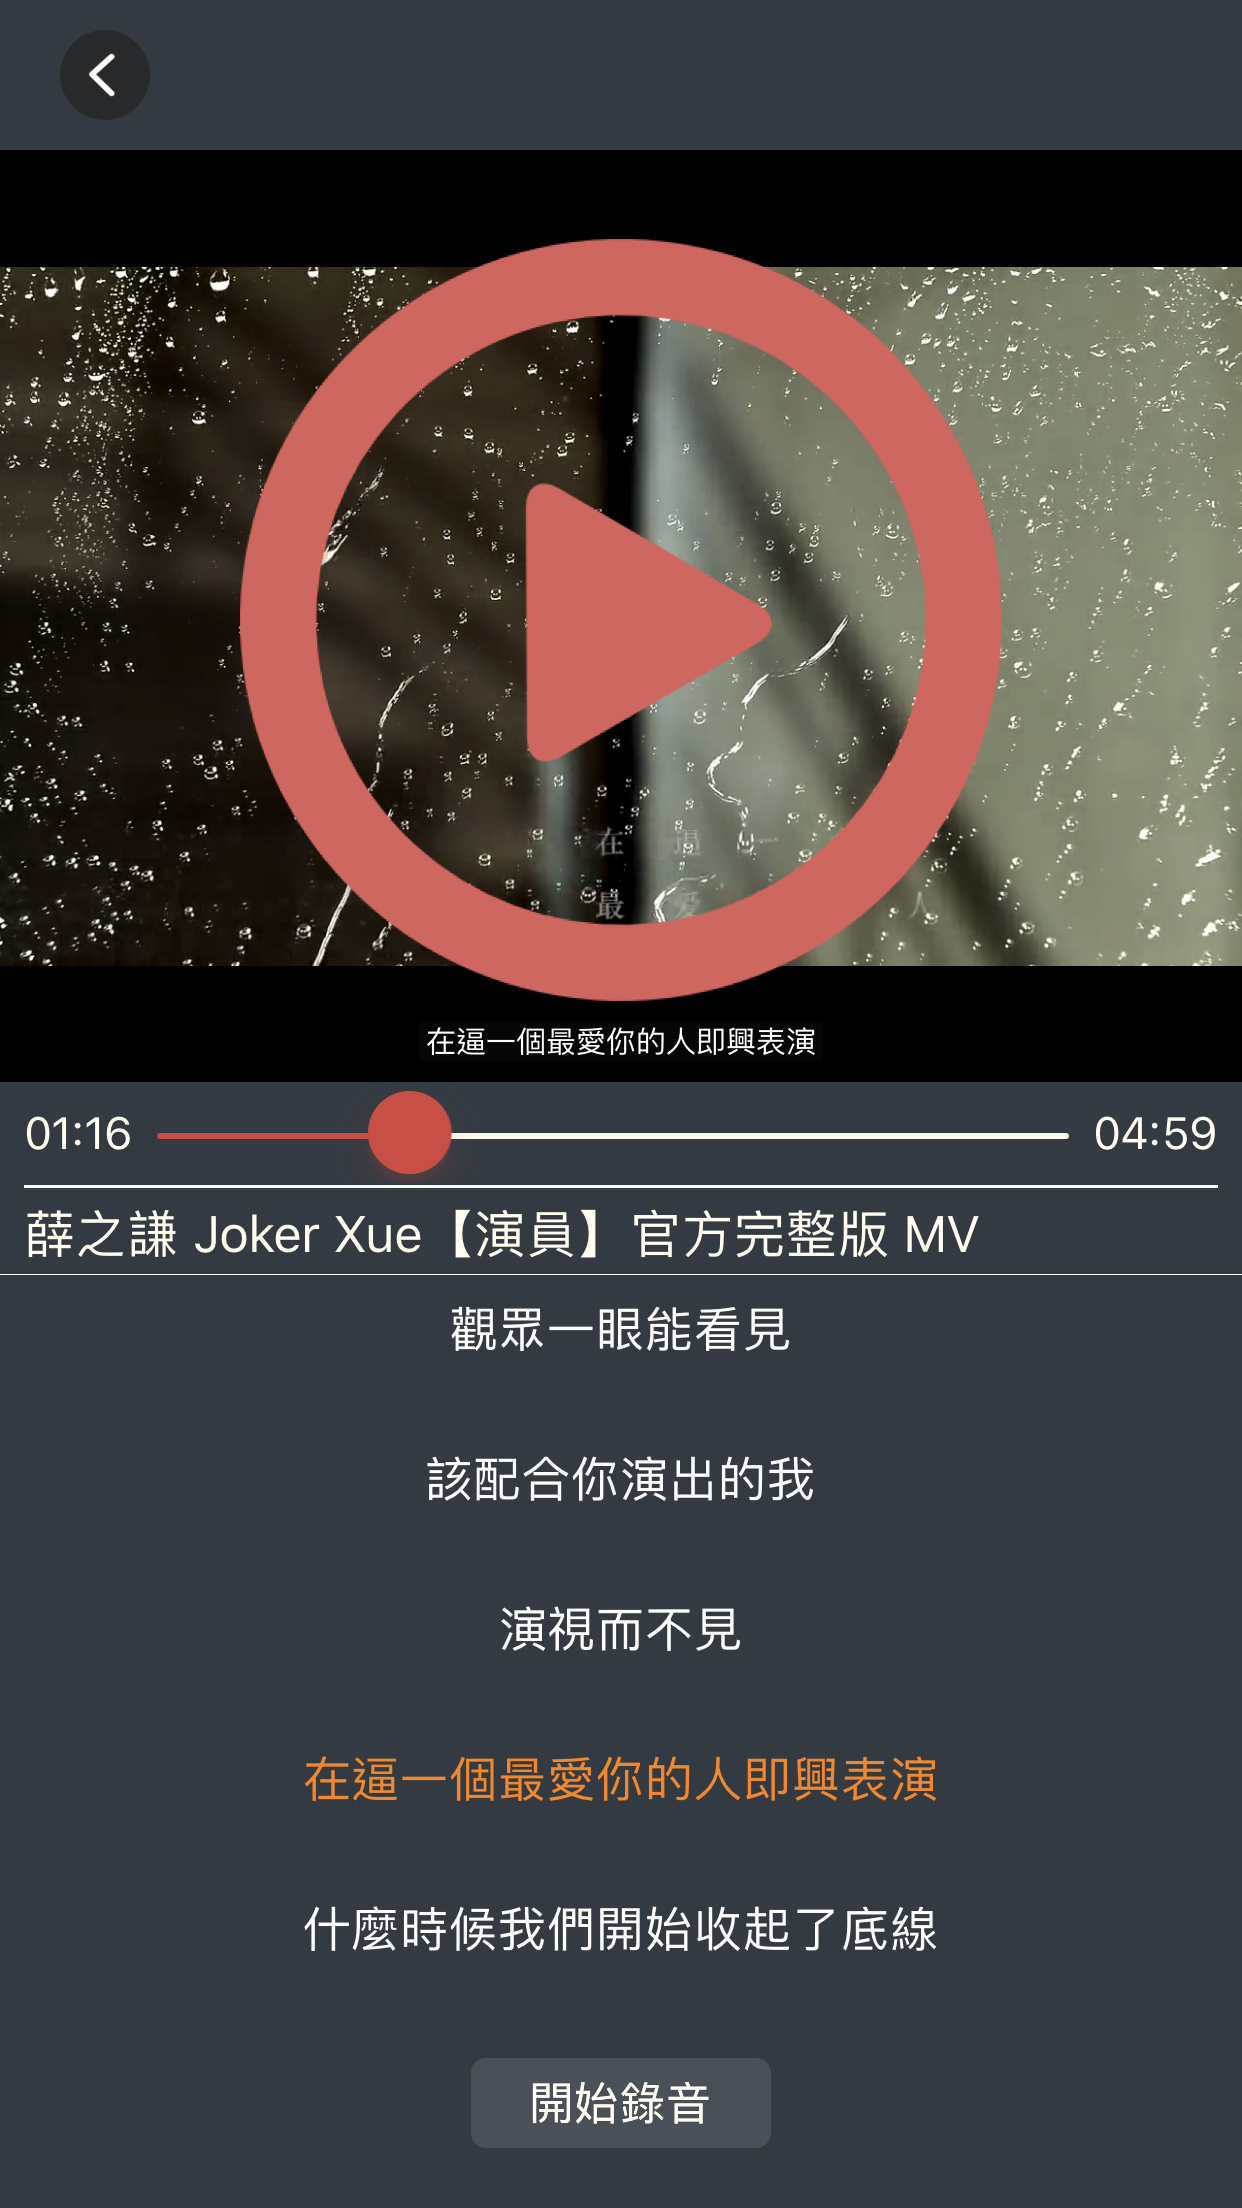 在 逼 一
最 愛 人
在逼一個最愛你的人即興表演
01:16 04:59
薛之謙 Joker Xue【演員】官方完整版 MV
觀眾一眼能看見
該配合你演出的我
演視而不見
在逼一個最愛你的人即興表演
什麼時候我們開始收起了底線
開始錄音